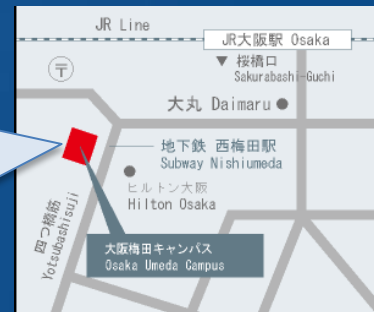 JR Line
JR大阪駅 Osaka
〒
▼ 桜橋口
Sakurabashi-Guchi
大丸 Daimaru ●
地下鉄 西梅田駅
Subway Nishiumeda
ヒルトン大阪
Hilton Osaka
四つ橋筋
Yotsubashisuji
大阪梅田キャンパス
Osaka Umeda Campus